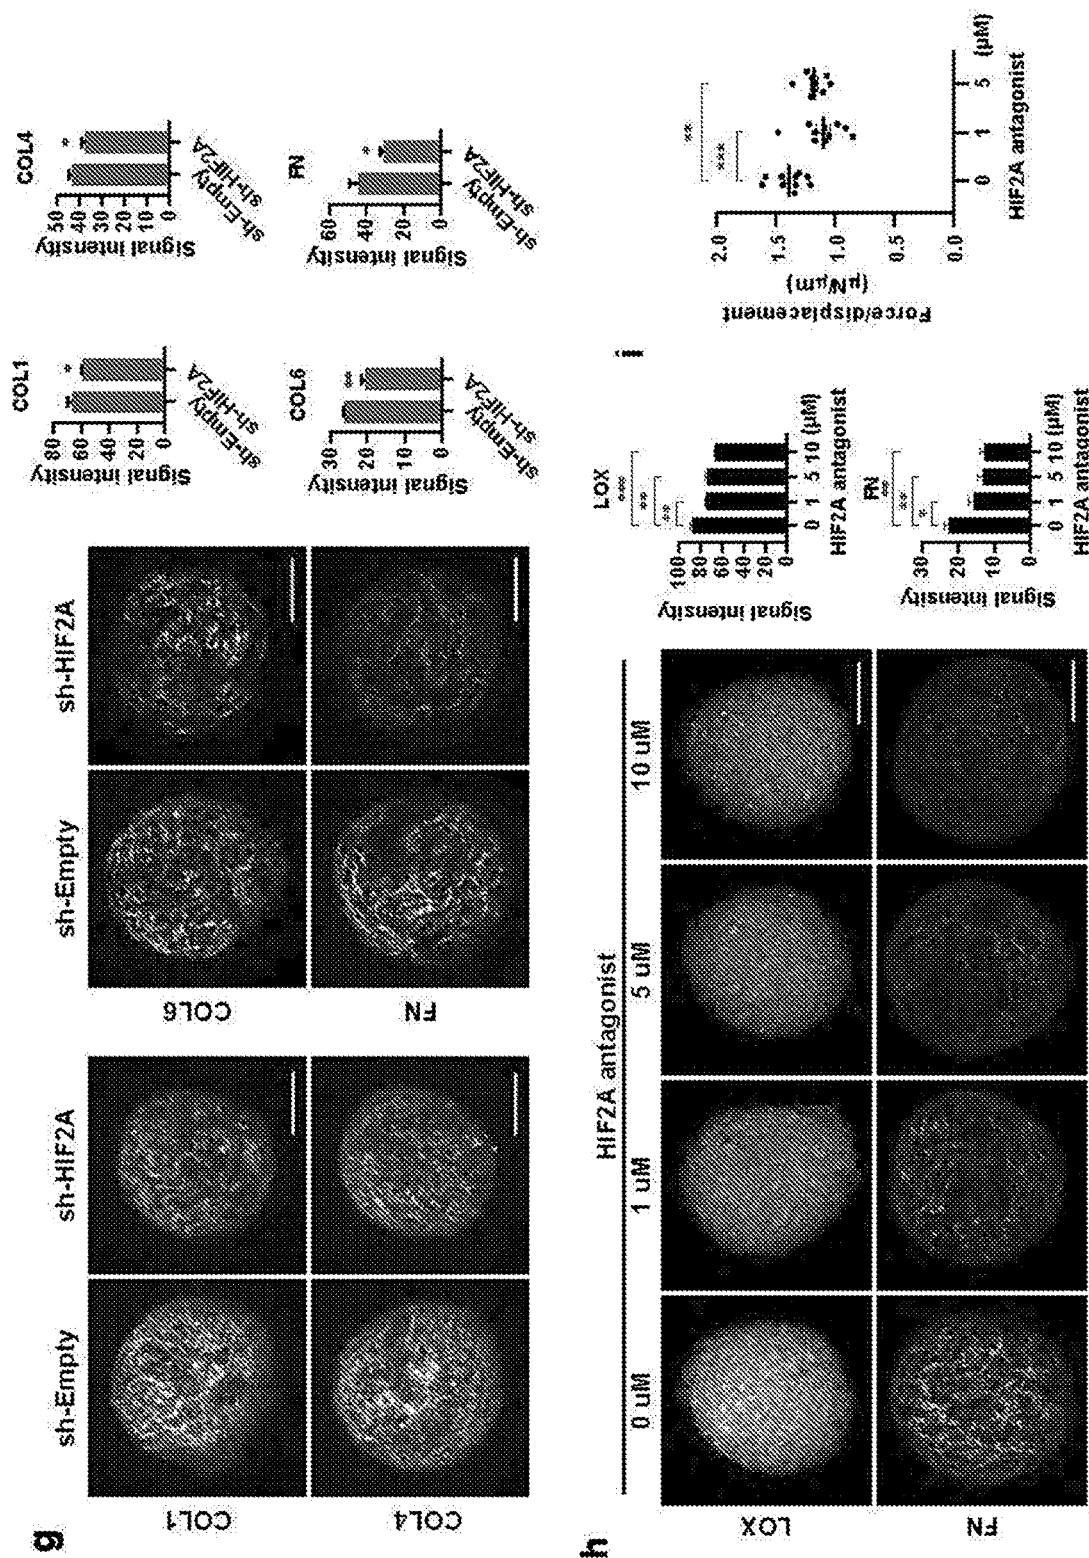 g
sh-Empty sh-HIF2A sh-Empty sh-HIF2A
COL1 COL6
COL4 FN
COL1
Signal intensity
80
60
40
20
0
sh-Empty
sh-HIF2A
COL4
Signal intensity
50
40
30
20
10
0
sh-Empty
sh-HIF2A
COL6
Signal intensity
30
20
10
0
sh-Empty
sh-HIF2A
FN
Signal intensity
60
40
20
0
sh-Empty
sh-HIF2A
h
HIF2A antagonist
0 uM 1 uM 5 uM 10 uM
LOX
FN
LOX
Signal intensity
100
80
60
40
20
0
0 1 5 10 (μM)
HIF2A antagonist
FN
Signal intensity
30
20
10
0
0 1 5 10 (μM)
HIF2A antagonist
i
Force/displacement
(μN/μm)
2.0
1.5
1.0
0.5
0.0
**
***
0 1 5 (μM)
HIF2A antagonist